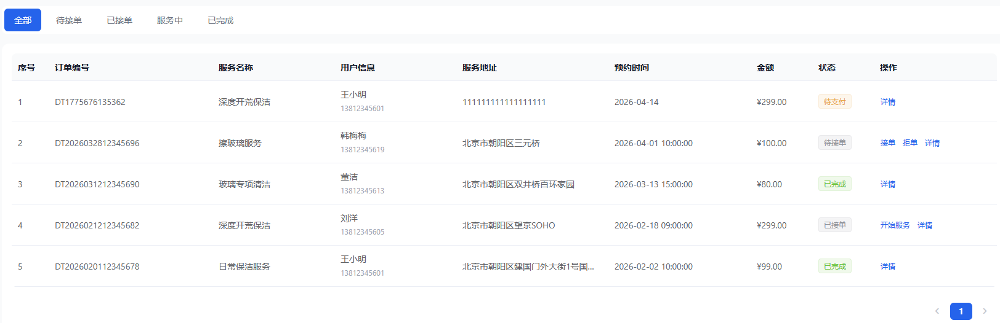 全部 待接单 已接单 服务中 已完成
序号 订单编号 服务名称 用户信息 服务地址 预约时间 金额 状态 操作
1 DT1775676135362 深度开荒保洁 王小明 13812345601 111111111111111111 2026-04-14 ¥299.00 待支付 详情
2 DT2026032812345696 擦玻璃服务 韩梅梅 13812345619 北京市朝阳区三元桥 2026-04-01 10:00:00 ¥100.00 待接单 接单 拒单 详情
3 DT2026031212345690 玻璃专项清洁 董洁 13812345613 北京市朝阳区双井桥百环家园 2026-03-13 15:00:00 ¥80.00 已完成 详情
4 DT2026021212345682 深度开荒保洁 刘洋 13812345605 北京市朝阳区望京SOHO 2026-02-18 09:00:00 ¥299.00 已接单 开始服务 详情
5 DT2026020112345678 日常保洁服务 王小明 13812345601 北京市朝阳区建国门外大街1号国... 2026-02-02 10:00:00 ¥99.00 已完成 详情
1